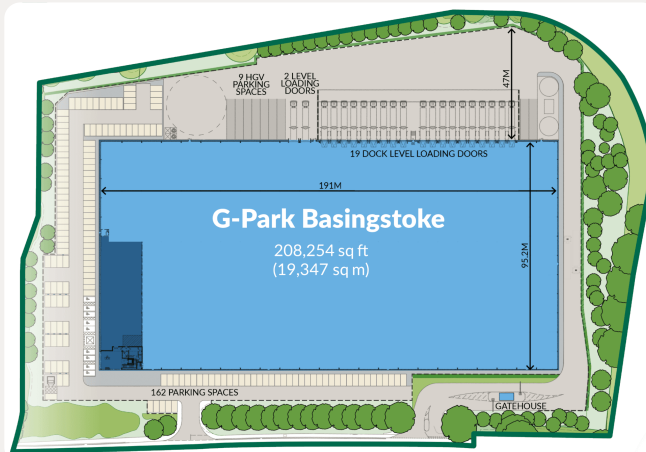 9 HGV
PARKING
SPACES
2 LEVEL
LOADING
DOORS
47M
19 DOCK LEVEL LOADING DOORS
191M
G-Park Basingstoke
208,254 sq ft
(19,347 sq m)
95.2M
162 PARKING SPACES
GATEHOUSE